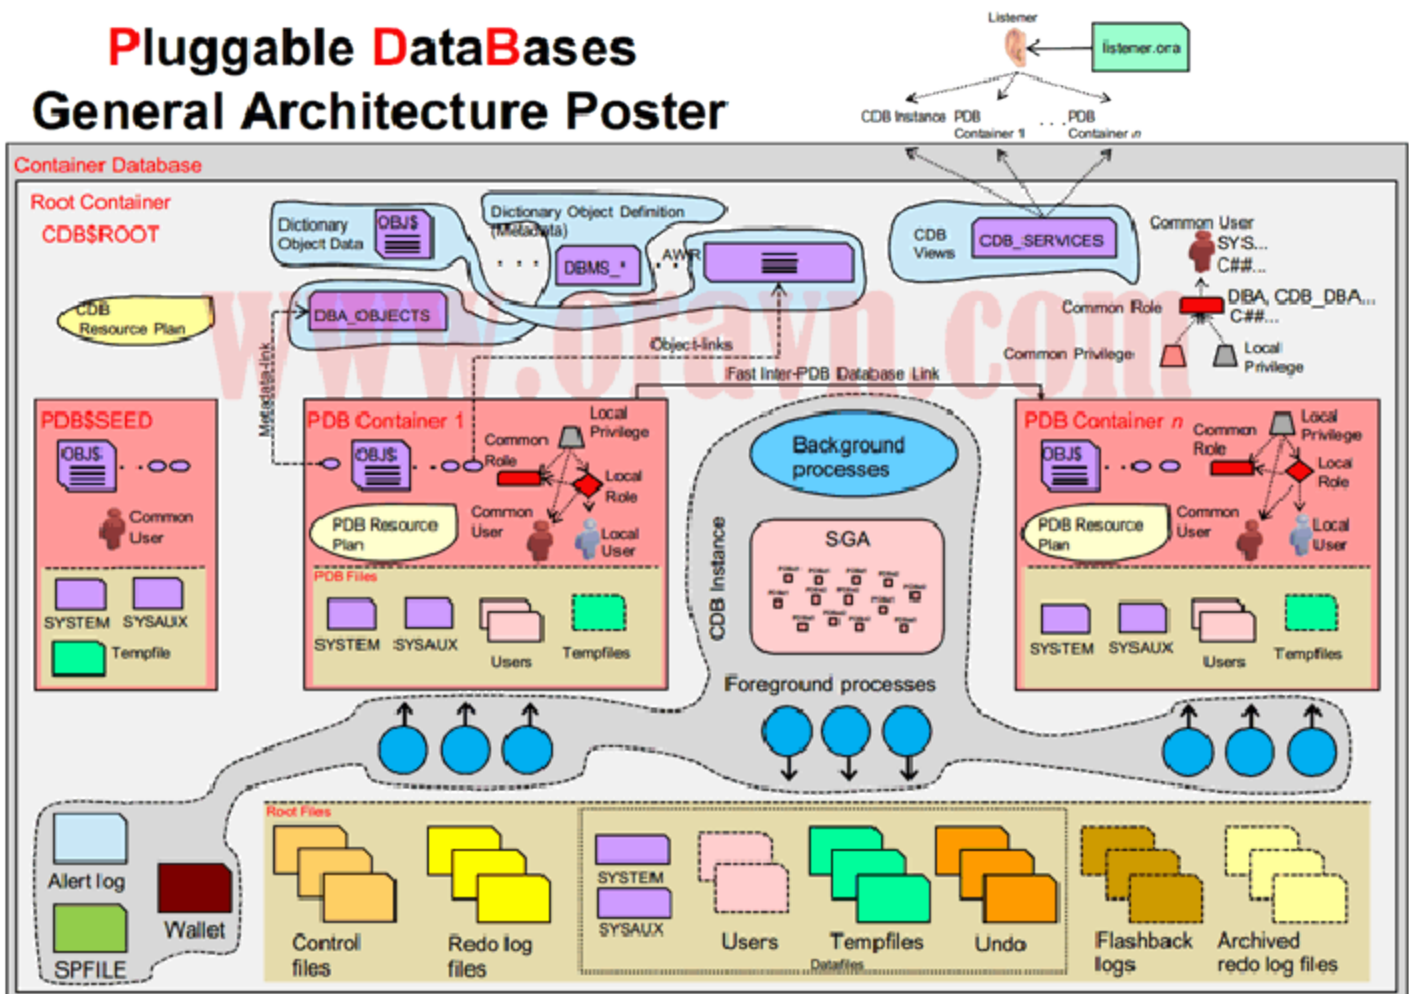 Pluggable DataBases
General Architecture Poster
Listener
listener.ora
CDB Instance
PDB
Container 1
. . .
PDB
Container n
Container Database
Root Container
CDB$ROOT
Dictionary
Object Data
OBJ$
Dictionary Object Definition
(Metadata)
. . .
DBMS_*
. .
AWR
CDB
Views
CDB_SERVICES
Common User
SYS...
C##...
Common Role
DBA, CDB_DBA...
C##...
Common Privilege
Local
Privilege
CDB
Resource Plan
DBA_OBJECTS
www.oravn.com
Metadata-link
Object-links
Fast Inter-PDB Database Link
PDB$SEED
OBJ$
. .
Common
User
SYSTEM
SYSAUX
Tempfile
PDB Container 1
OBJ$
. .
Common
Role
Local
Privilege
Local
Role
PDB Resource
Plan
Common
User
Local
User
PDB Files
SYSTEM
SYSAUX
Users
Tempfiles
CDB Instance
Background
processes
SGA
Foreground processes
PDB Container n
OBJ$
. .
Common
Role
Local
Privilege
Local
Role
PDB Resource
Plan
Common
User
Local
User
SYSTEM
SYSAUX
Users
Tempfiles
Alert log
SPFILE
Wallet
Root Files
Control
files
Redo log
files
SYSTEM
SYSAUX
Users
Tempfiles
Undo
Datafiles
Flashback
logs
Archived
redo log files